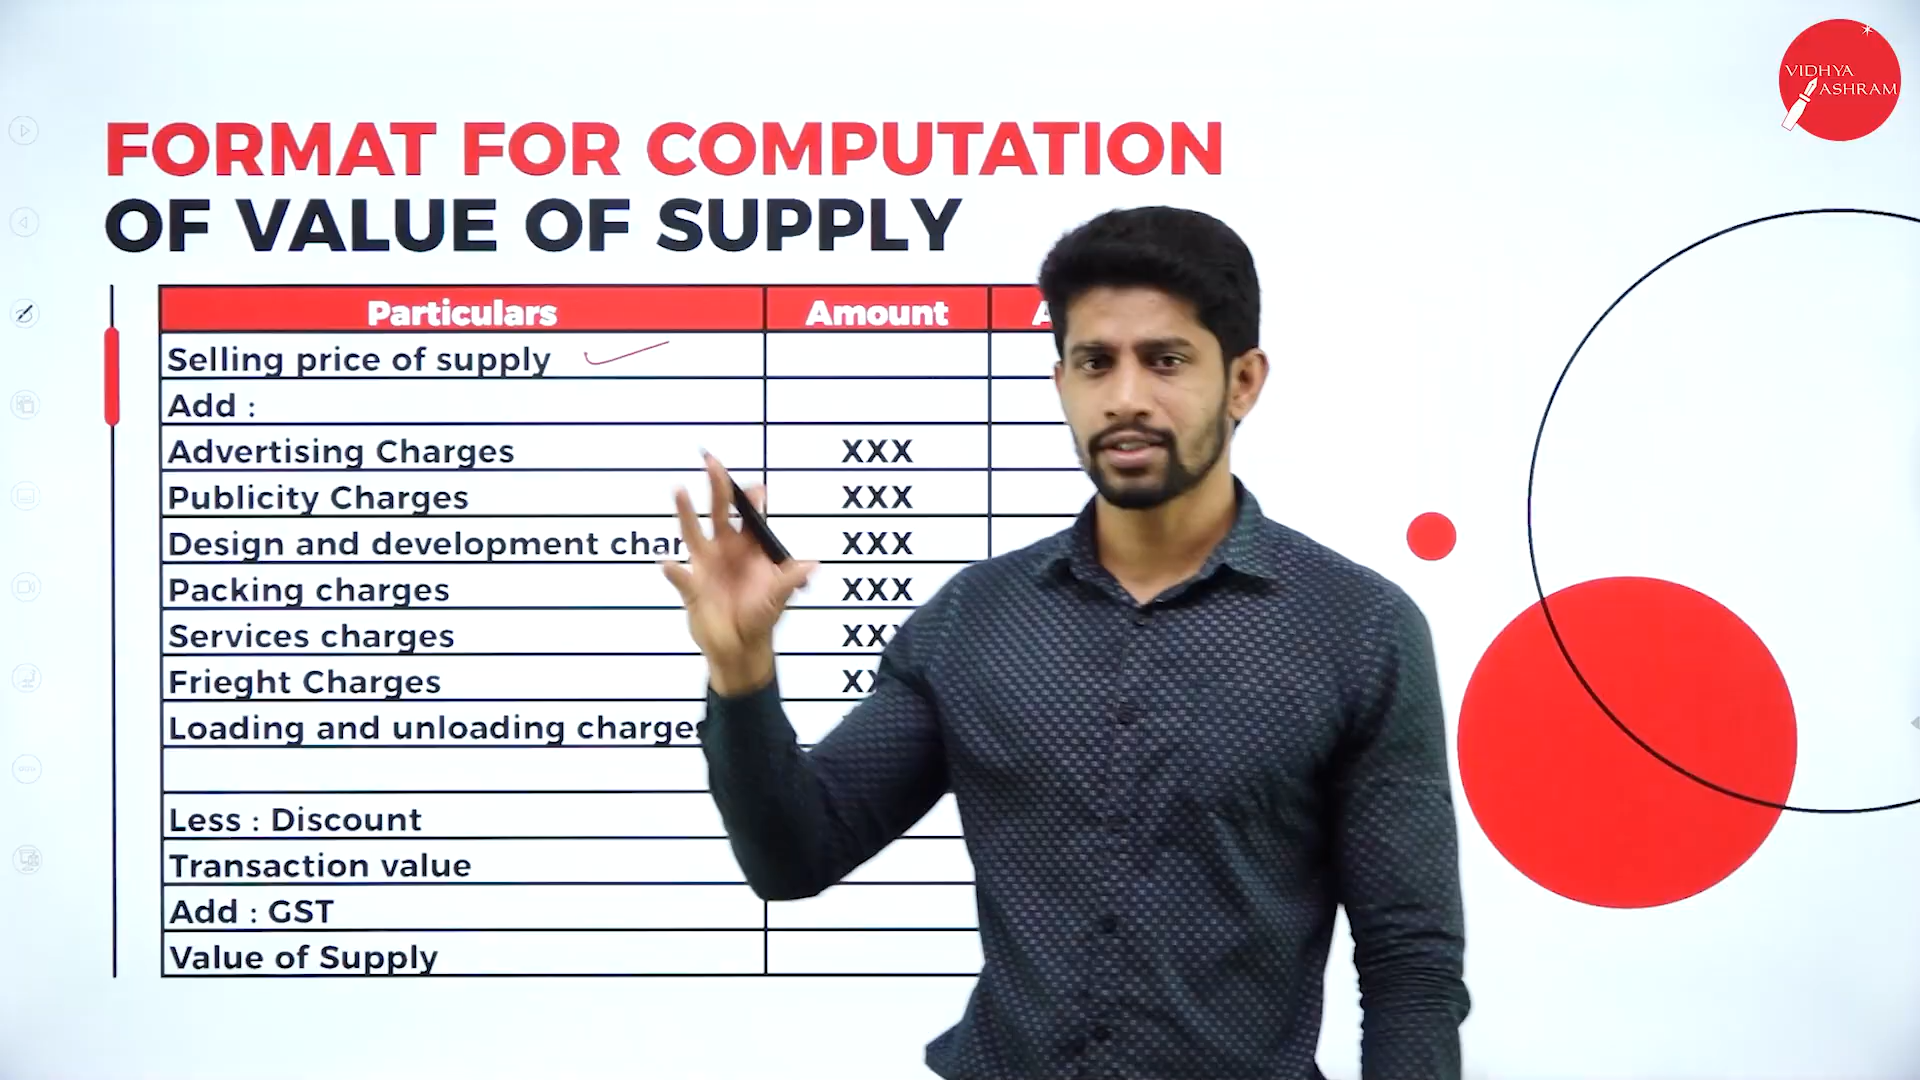 VIDHYA
ASHRAM
FORMAT FOR COMPUTATION
OF VALUE OF SUPPLY
Particulars Amount
Selling price of supply
Add :
Advertising Charges XXX
Publicity Charges XXX
Design and development XXX
Packing charges XXX
Services charges
Frieght Charges
Loading and unloading charges
Less : Discount
Transaction value
Add : GST
Value of Supply